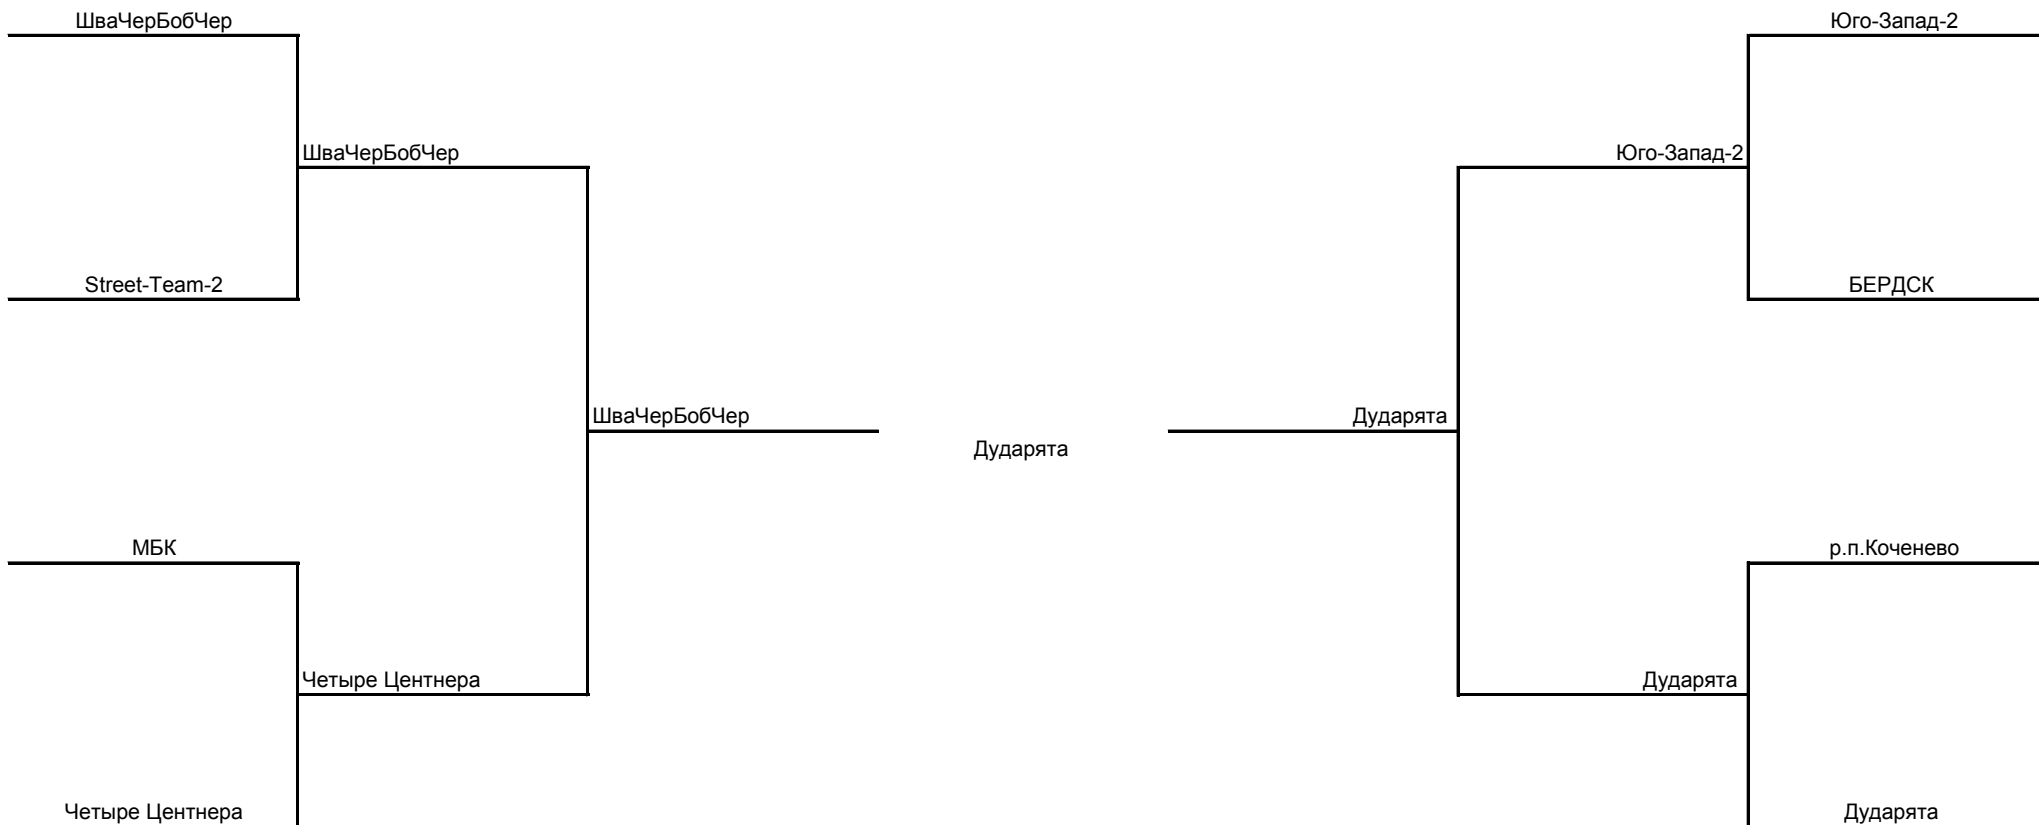 ШваЧерБобЧер
Юго-Запад-2
ШваЧерБобЧер
Юго-Запад-2
Street-Team-2
БЕРДСК
ШваЧерБобЧер
Дударята
Дударята
МБК
р.п.Коченево
Четыре Центнера
Дударята
Четыре Центнера
Дударята